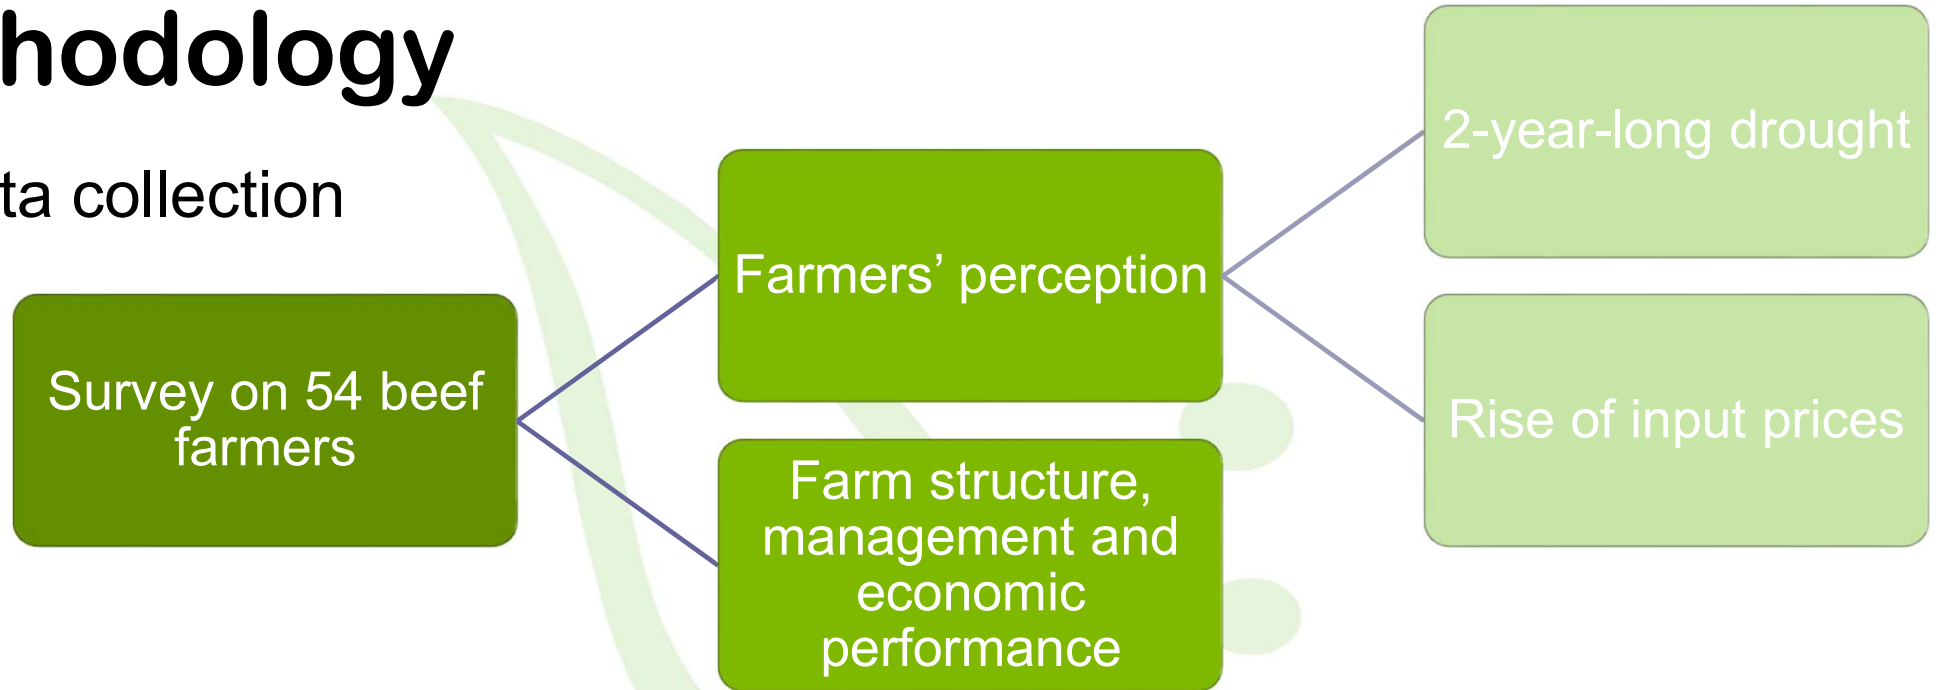 hodology
ta collection
Survey on 54 beef
farmers
Farmers’ perception
Farm structure,
management and
economic
performance
2-year-long drought
Rise of input prices